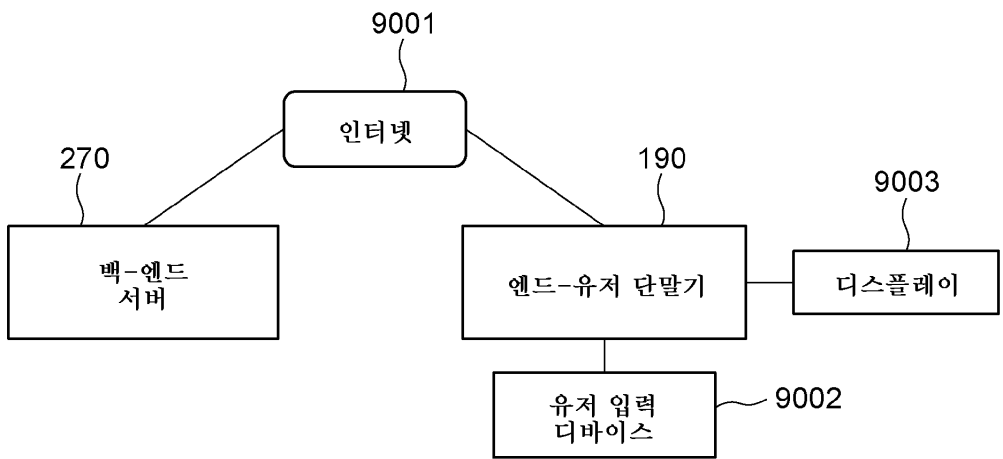 9001
인터넷
270
190
9003
백-엔드
서버
엔드-유저 단말기
디스플레이
유저 입력
디바이스
9002